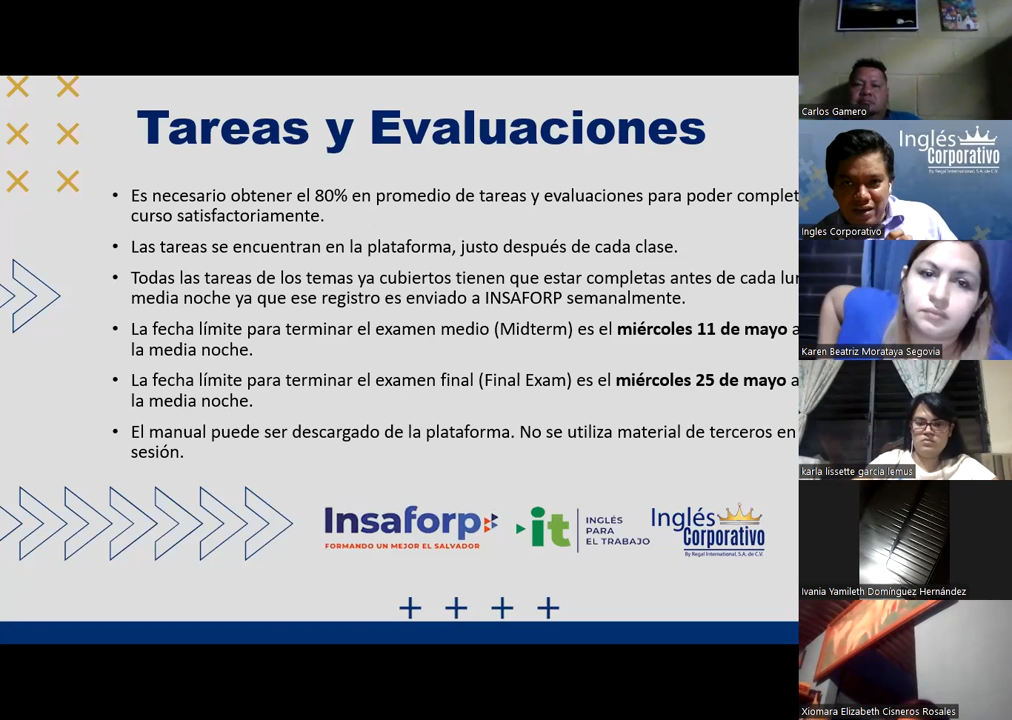 Tareas y Evaluaciones
• Es necesario obtener el 80% en promedio de tareas y evaluaciones para poder complet
curso satisfactoriamente.
• Las tareas se encuentran en la plataforma, justo después de cada clase.
• Todas las tareas de los temas ya cubiertos tienen que estar completas antes de cada lu
media noche ya que ese registro es enviado a INSAFORP semanalmente.
• La fecha límite para terminar el examen medio (Midterm) es el miércoles 11 de mayo a
la media noche.
• La fecha límite para terminar el examen final (Final Exam) es el miércoles 25 de mayo a
la media noche.
• El manual puede ser descargado de la plataforma. No se utiliza material de terceros en
sesión.
Insaforp
FORMANDO UN MEJOR EL SALVADOR
it
INGLÉS
PARA
EL TRABAJO
Inglés
Corporativo
By Regal International, S.A. de C.V.
Carlos Gamero
Inglés
Corporativo
By Regal International, S.A. de C.V.
Ingles Corporativo
Karen Beatriz Morataya Segovia
karla lissette garcia lemus
Ivania Yamileth Domínguez Hernández
Xiomara Elizabeth Cisneros Rosales